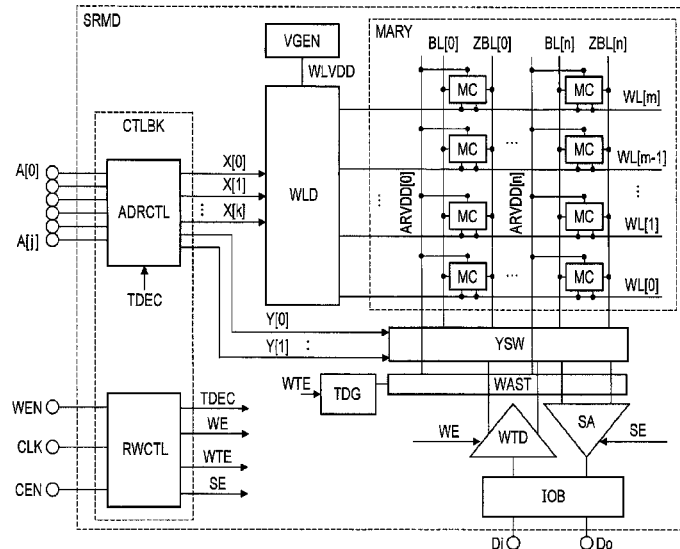 SRMD
VGEN
WLVDD
MARY
BL[0] ZBL[0] BL[n] ZBL[n]
MC MC WL[m]
CTLBK
A[0]
X[0]
X[1]
X[k]
ADRCTL
WLD
MC ... MC WL[m-1]
ARVDD[0] ARVDD[n]
MC MC WL[1]
A[j]
TDEC
MC ... MC WL[0]
Y[0]
Y[1]
YSW
WTE TDG WAST
WEN
CLK
CEN
RWCTL
TDEC
WE
WTE
SE
WE WTD SA SE
IOB
Di Do